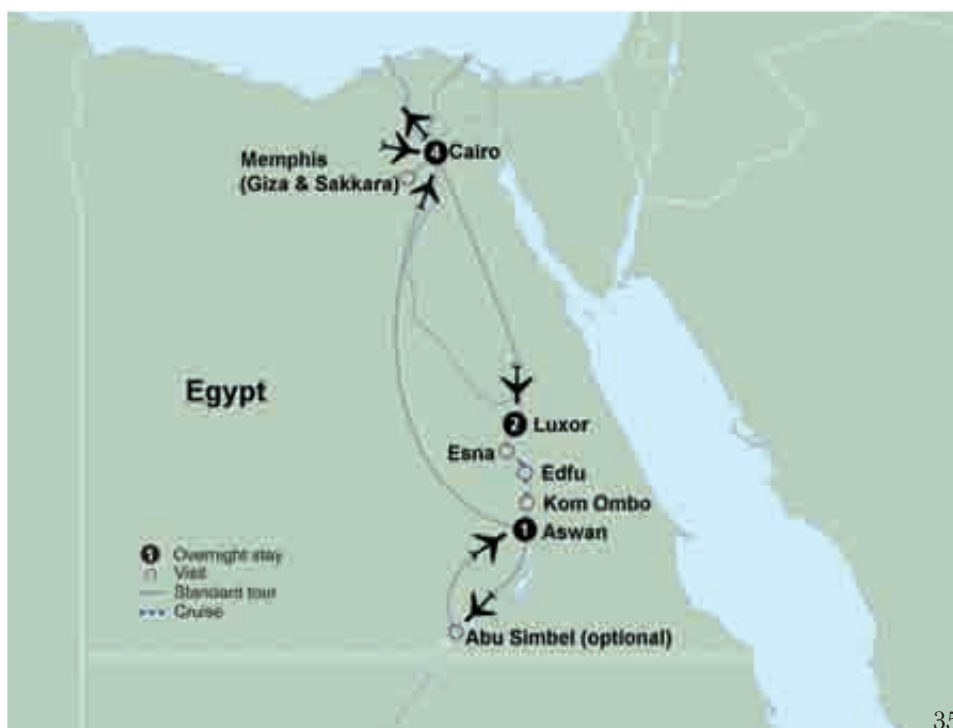 4 Cairo
Memphis
(Giza & Sakkara)
Egypt
2 Luxor
Esna
Edfu
Kom Ombo
1 Aswan
1 Overnight stay
Visit
Standard tour
Cruise
Abu Simbel (optional)
35